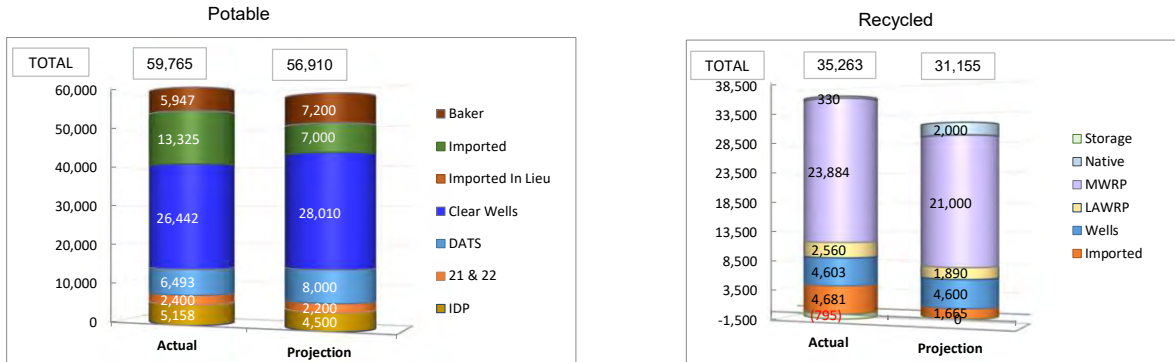 Potable
TOTAL 59,765 56,910
60,000
50,000
40,000
30,000
20,000
10,000
0
5,947
13,325
26,442
6,493
2,400
5,158
7,200
7,000
28,010
8,000
2,200
4,500
Actual Projection
Baker
Imported
Imported In Lieu
Clear Wells
DATS
21 & 22
IDP
Recycled
TOTAL 35,263 31,155
38,500
33,500
28,500
23,500
18,500
13,500
8,500
3,500
-1,500
330
23,884
2,560
4,603
4,681
(795)
2,000
21,000
1,890
4,600
1,665
0
Actual Projection
Storage
Native
MWRP
LAWRP
Wells
Imported